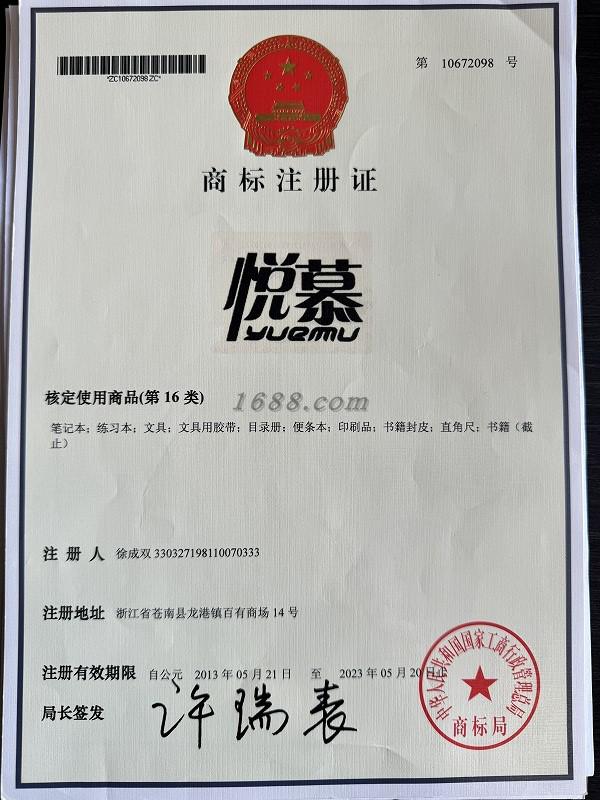 第 10672098 号
*ZC10672098ZC*
商标注册证
悦慕
yuemu
核定使用商品(第 16 类)
1688.com
笔记本；练习本；文具；文具用胶带；目录册；便条本；印刷品；书籍封皮；直角尺；书籍（截
止）
注 册 人 徐成双 330327198110070333
注册地址 浙江省苍南县龙港镇百有商场 14 号
注册有效期限 自公元 2013 年 05 月 21 日 至 2023 年 05 月 20 日止
局长签发 许瑞表
中华人民共和国国家工商行政管理总局
商标局